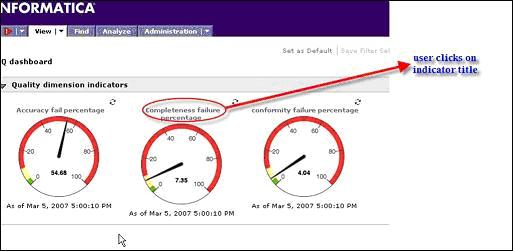 NFORMATICA
View
Find
Analyze
Administration
Set as Default | Save Filter Sel
user clicks on
indicator title
Q dashboard
Quality dimension indicators
Accuracy fail percentage
Completeness failure
percentage
conformity failure percentage
40 60
20 80
0 100
54.68
40 60
20 80
0 100
7.35
40 60
20 80
0 100
4.04
As of Mar 5, 2007 5:00:10 PM
As of Mar 5, 2007 5:00:10 PM
As of Mar 5, 2007 5:00:10 PM